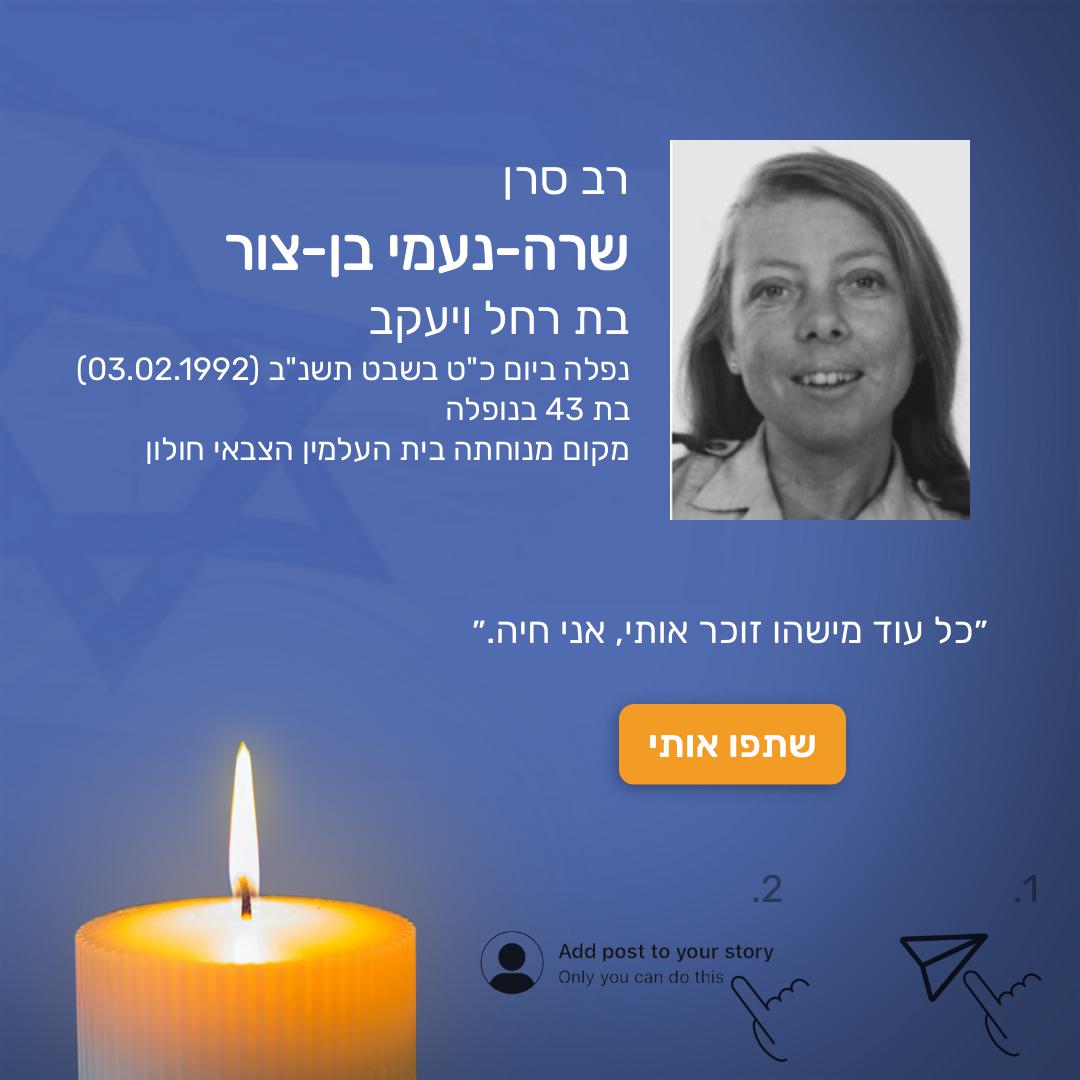 רב סרן
שרה-נעמי בן-צור
בת רחל ויעקב
נפלה ביום כ"ט בשבט תשנ"ב (03.02.1992)
בת 43 בנופלה
מקום מנוחתה בית העלמין הצבאי חולון
״כל עוד מישהו זוכר אותי, אני חיה.״
שתפו אותי
1.
2.
Add post to your story
Only you can do this